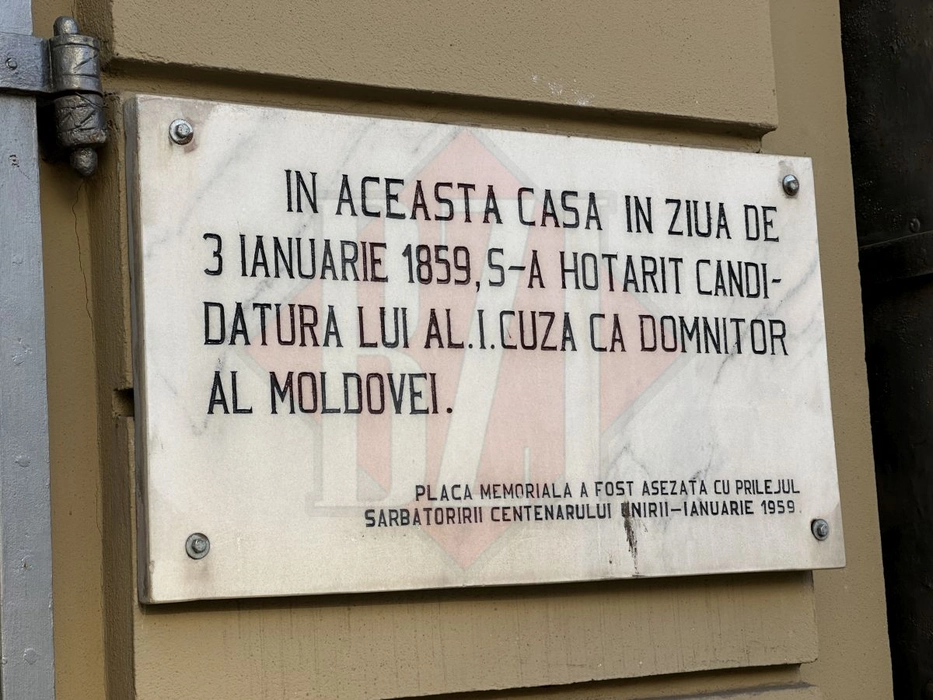 IN ACEASTA CASA IN ZIUA DE
3 IANUARIE 1859, S-A HOTARIT CANDI-
DATURA LUI AL.I.CUZA CA DOMNITOR
AL MOLDOVEI.
PLACA MEMORIALA A FOST ASEZATA CU PRILEJUL
SARBATORIRII CENTENARULUI UNIRII-IANUARIE 1959.
BZI